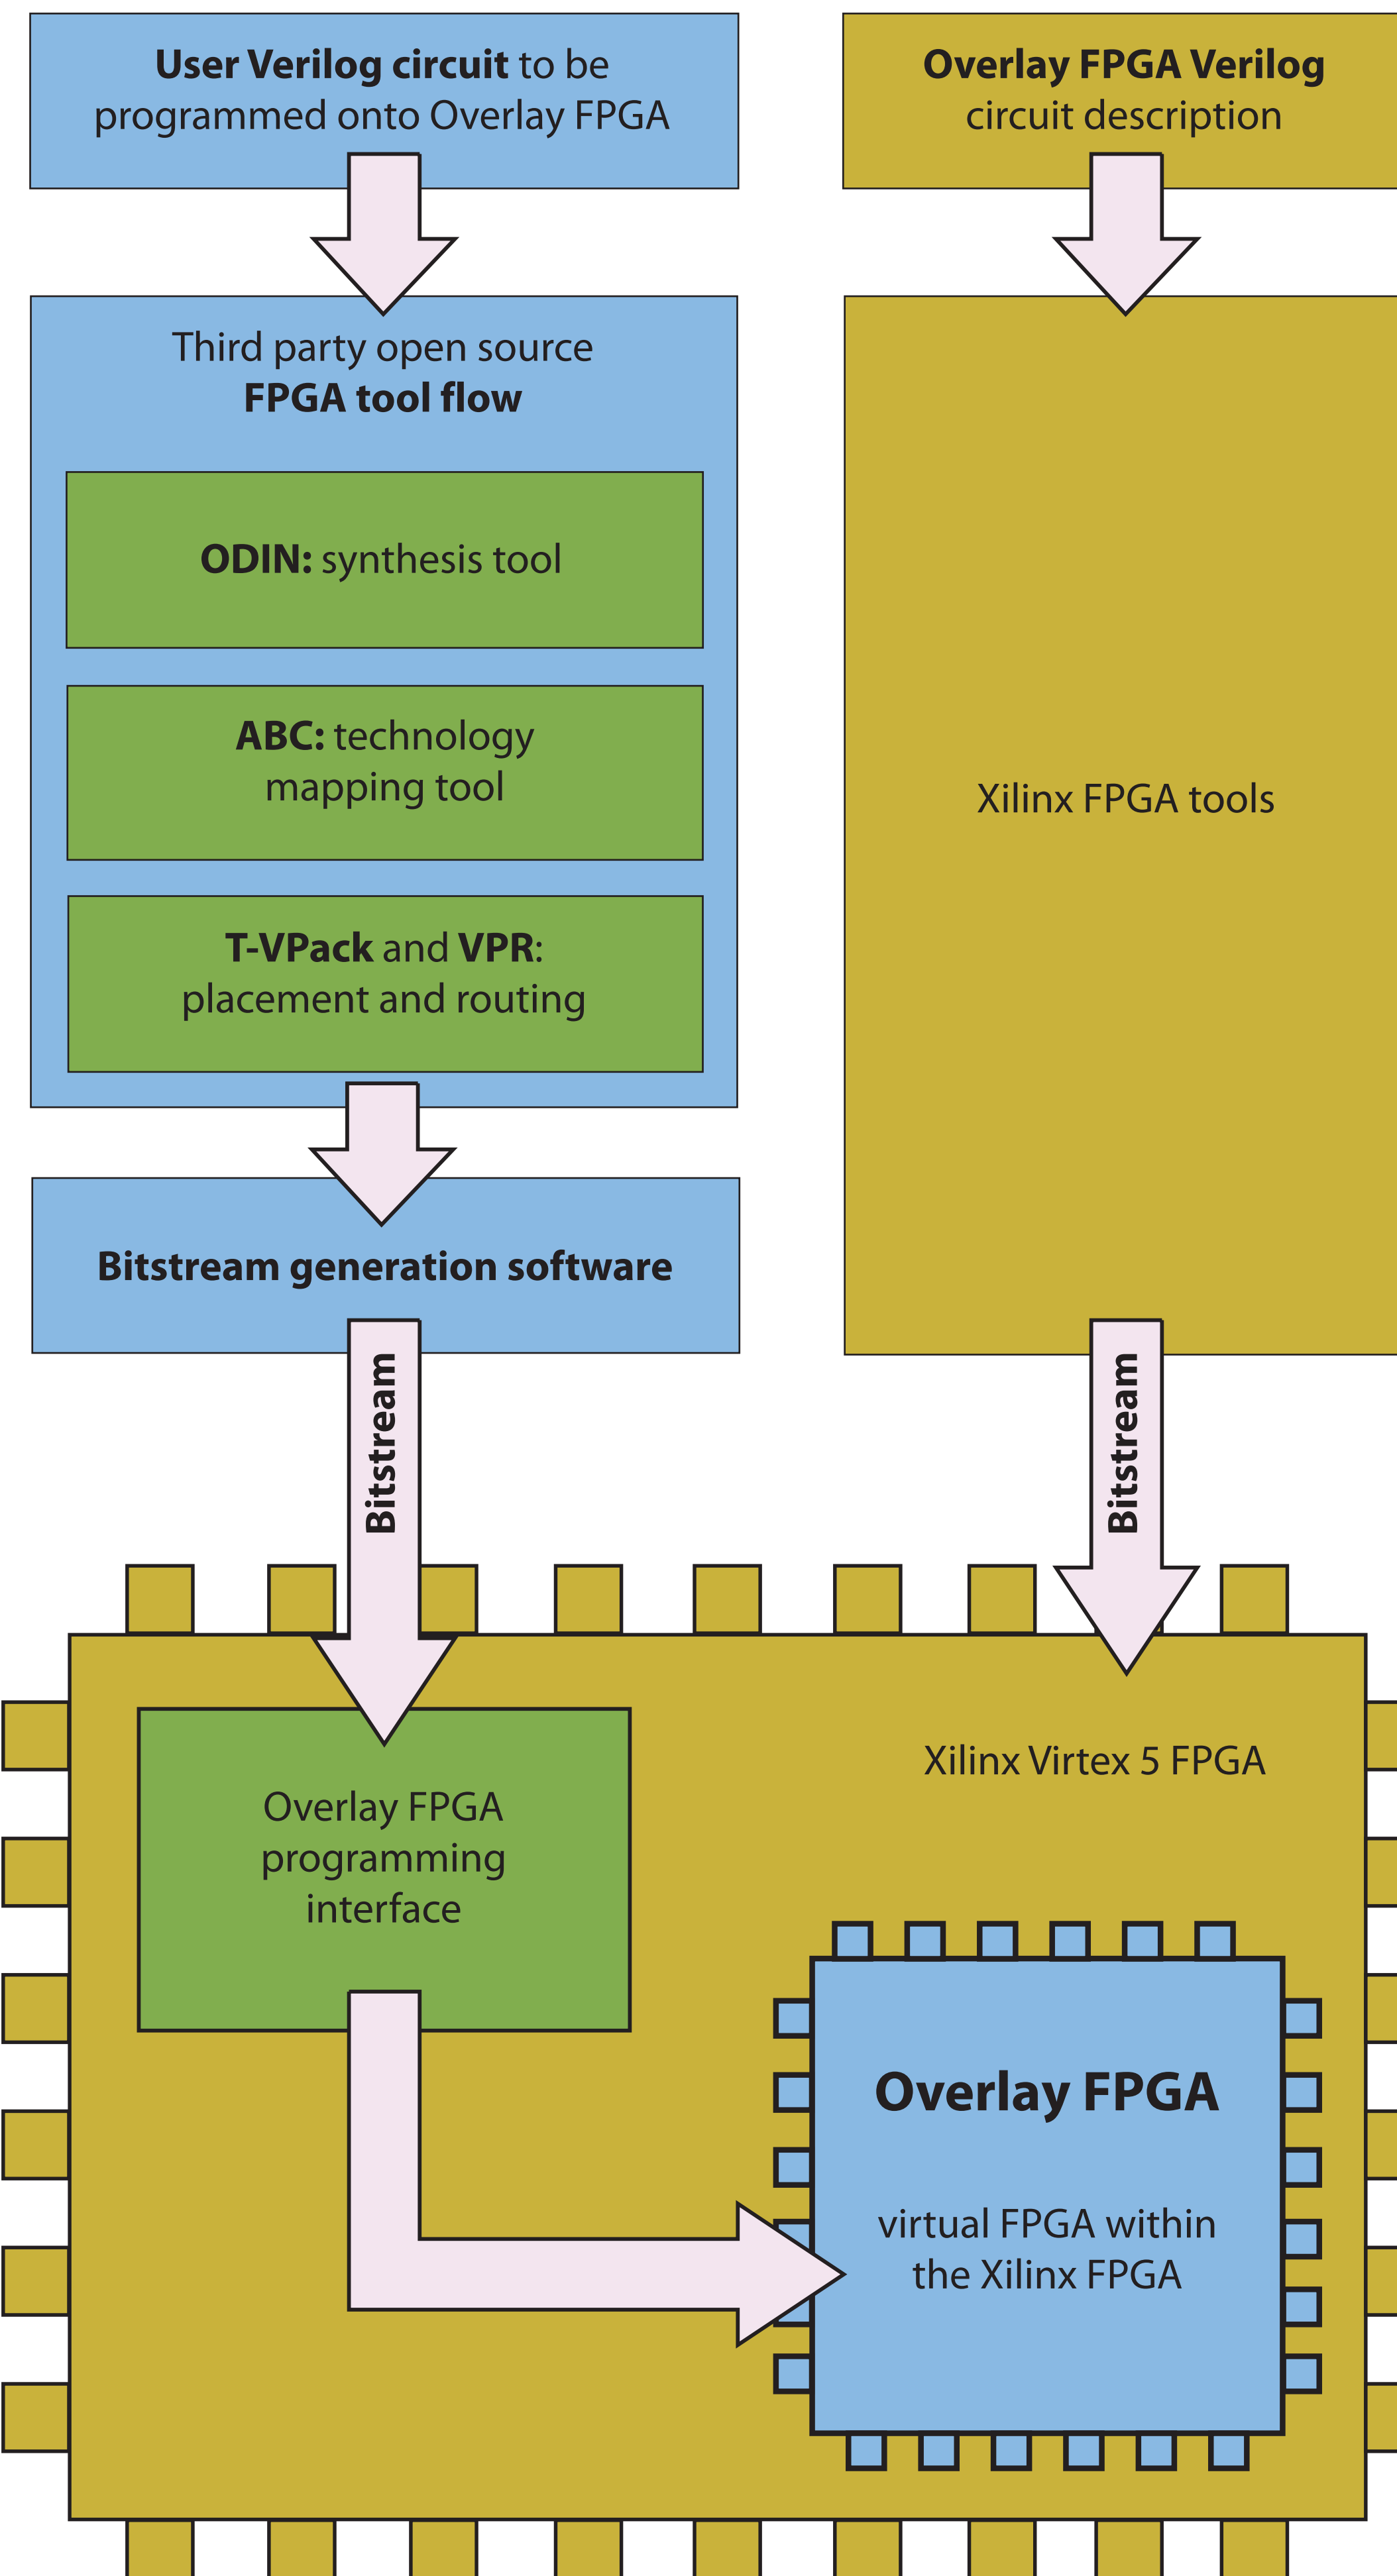 User Verilog circuit to be
programmed onto Overlay FPGA
Overlay FPGA Verilog
circuit description
Third party open source
FPGA tool flow
ODIN: synthesis tool
ABC: technology
mapping tool
T-VPack and VPR:
placement and routing
Xilinx FPGA tools
Bitstream generation software
Bitstream
Bitstream
Xilinx Virtex 5 FPGA
Overlay FPGA
programming
interface
Overlay FPGA
virtual FPGA within
the Xilinx FPGA